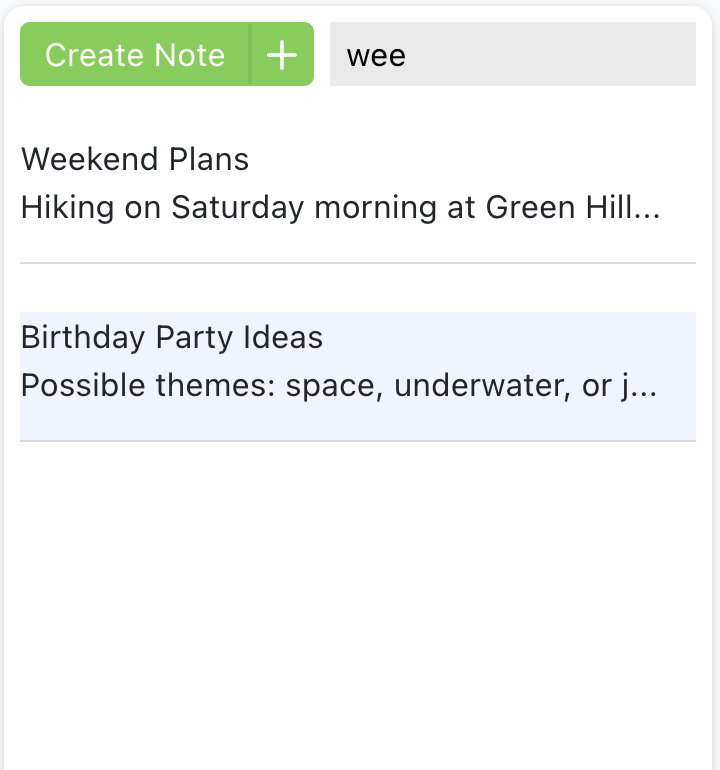 Create Note
wee
Weekend Plans
Hiking on Saturday morning at Green Hill...
Birthday Party Ideas
Possible themes: space, underwater, or j...